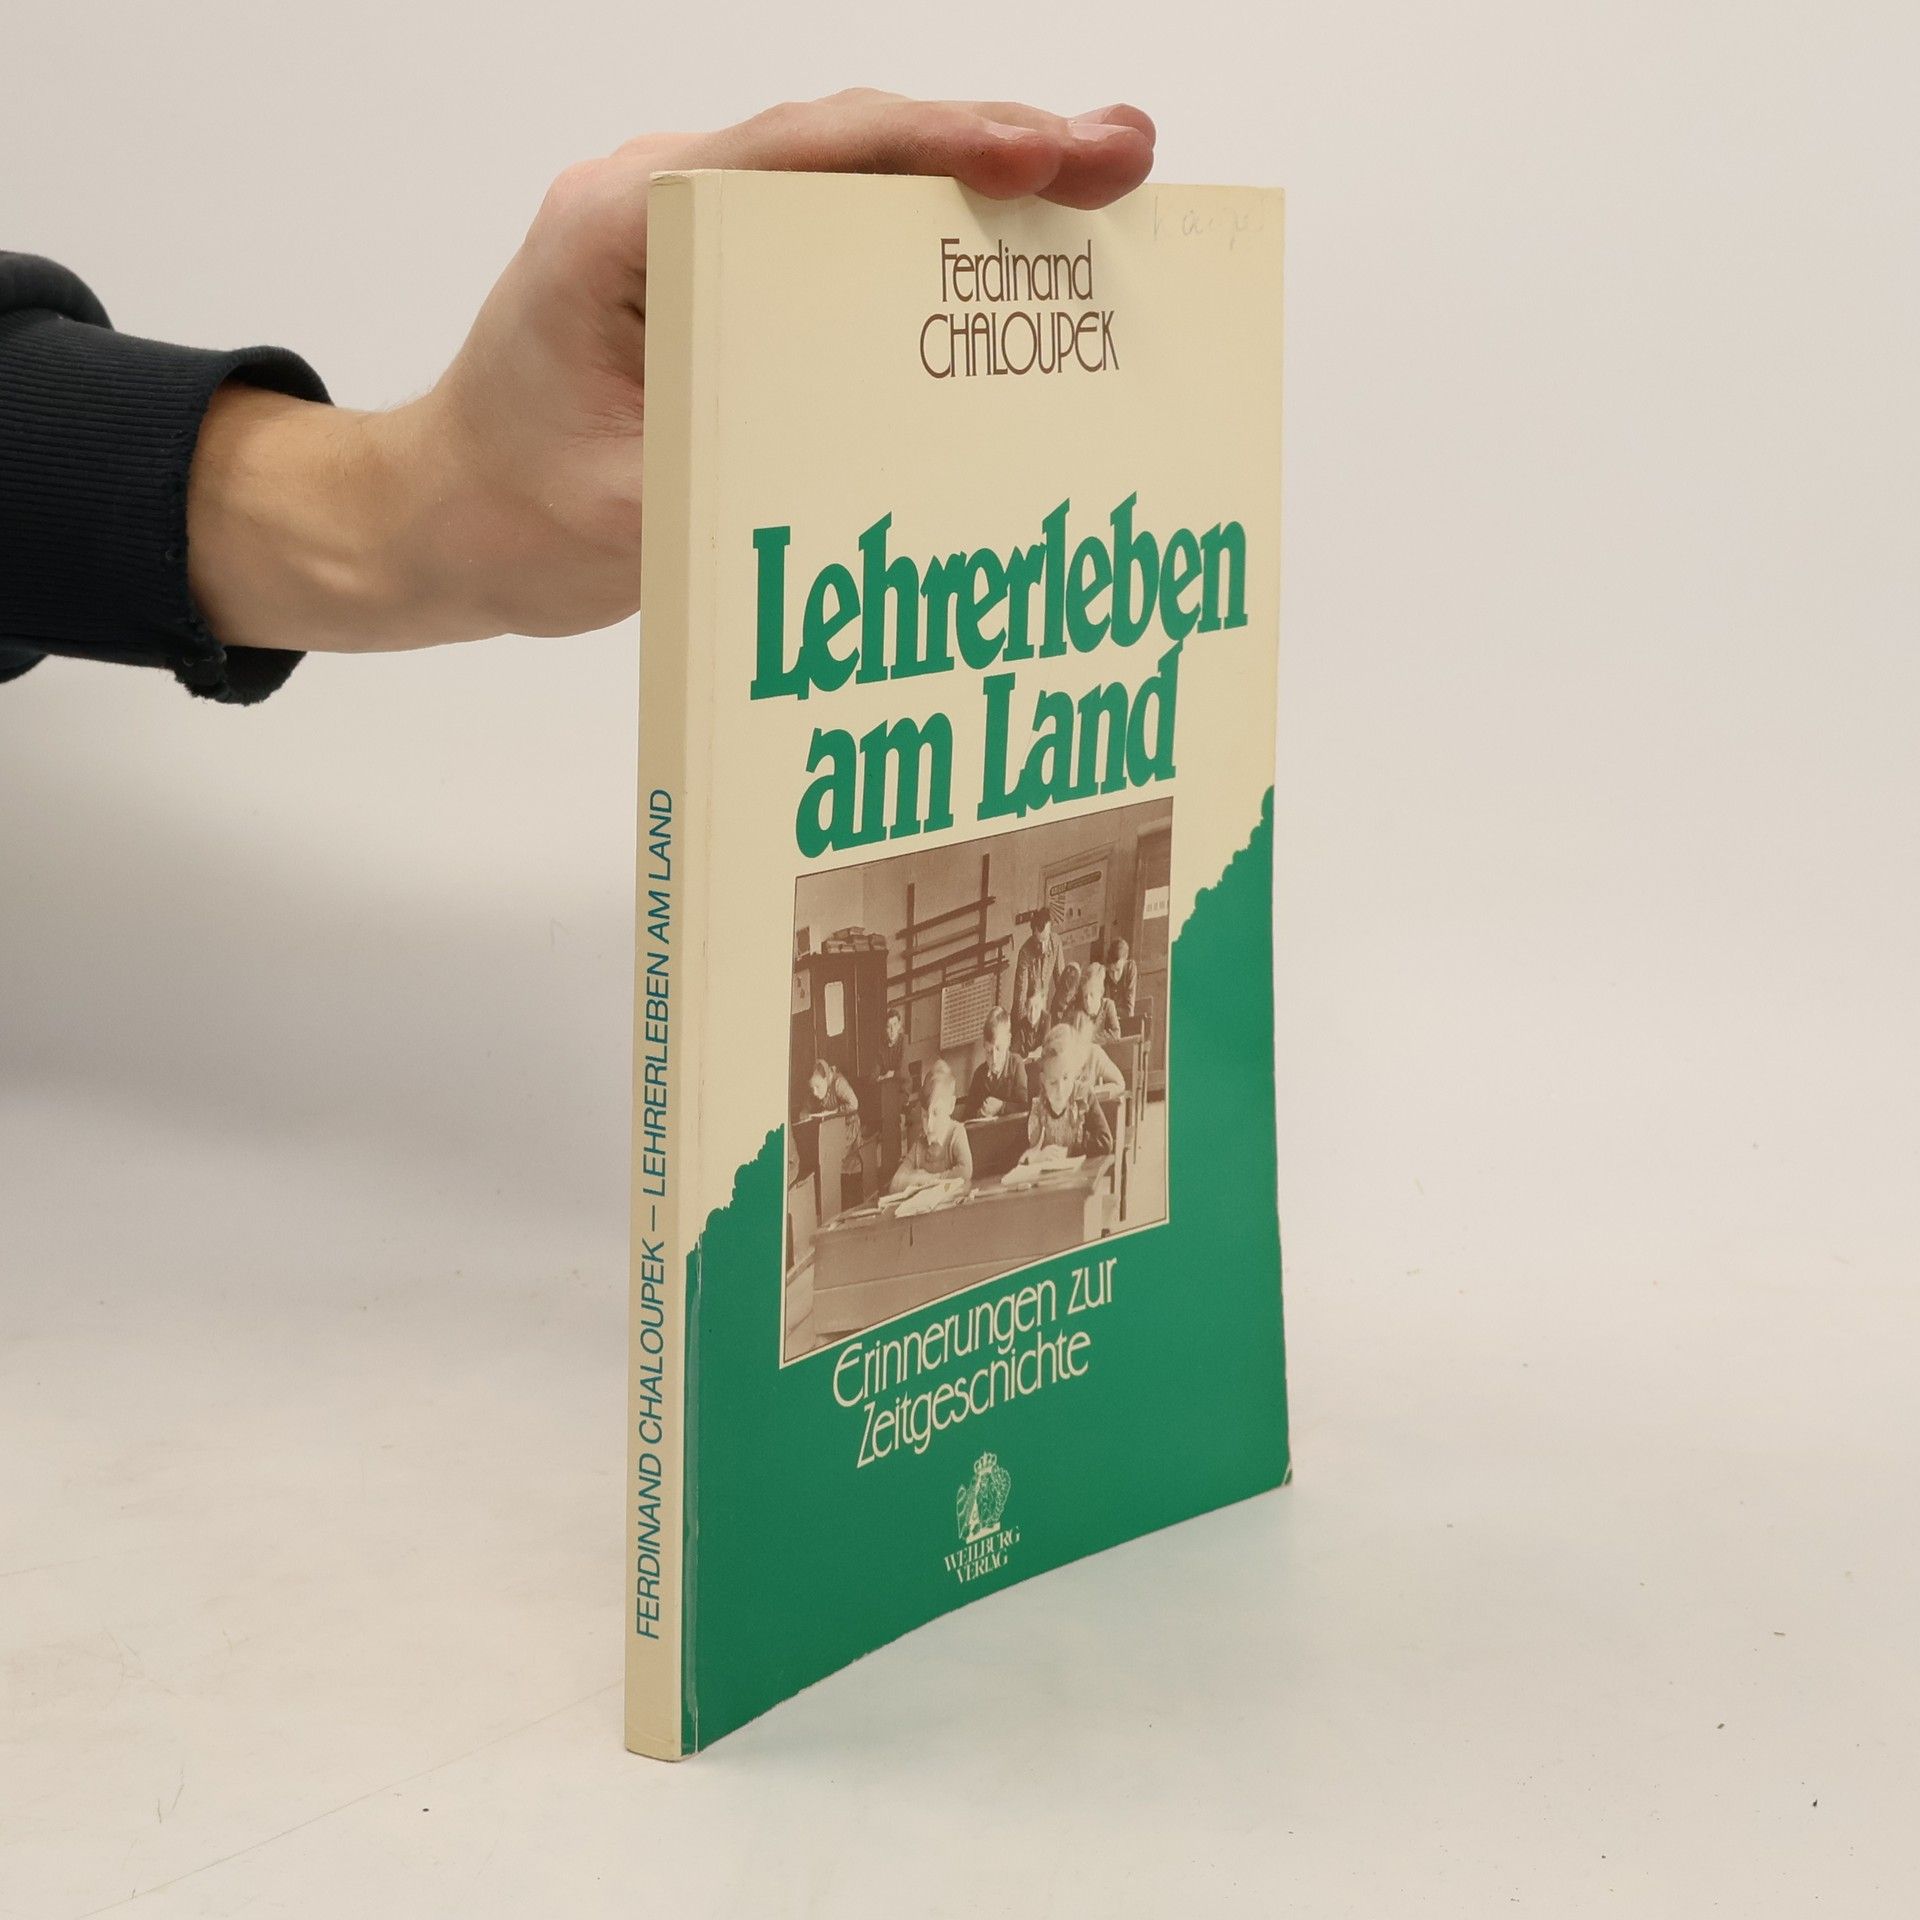 Ferdinand
CHALOUPEK
Lehrerleben
am Land
Erinnerungen zur
Zeitgeschichte
WEILBURG
VERLAG
FERDINAND CHALOUPEK – LEHRERLEBEN AM LAND